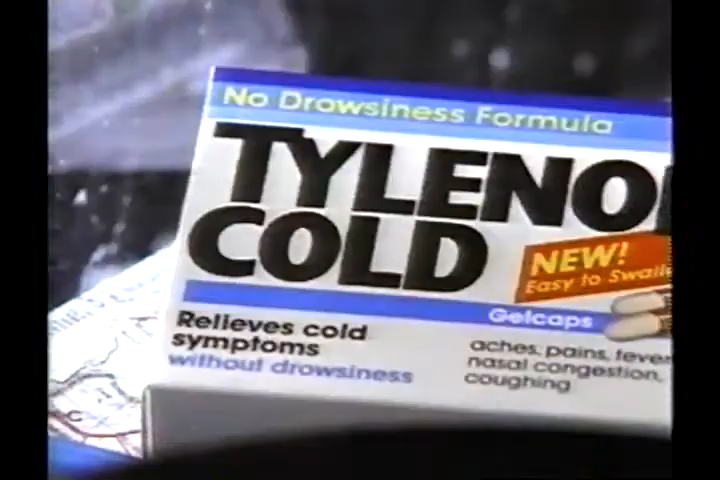 No Drowsiness Formula
TYLENO
COLD
NEW!
Easy to Swall
Gelcaps
Relieves cold
symptoms
without drowsiness
aches, pains, fever
nasal congestion,
coughing